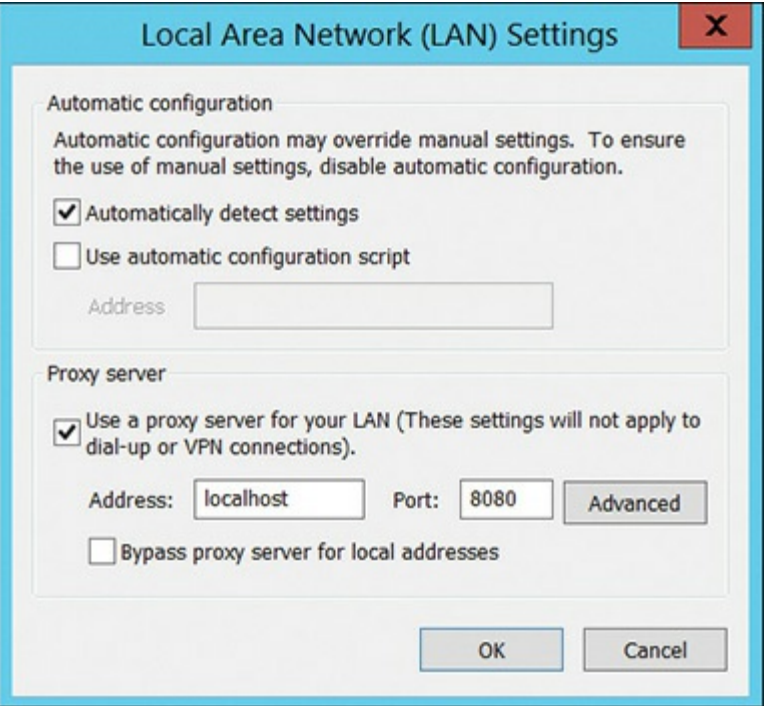 Local Area Network (LAN) Settings
X
Automatic configuration
Automatic configuration may override manual settings.  To ensure
the use of manual settings, disable automatic configuration.
Automatically detect settings
Use automatic configuration script
Address
Proxy server
Use a proxy server for your LAN (These settings will not apply to
dial-up or VPN connections).
Address: localhost Port: 8080 Advanced
Bypass proxy server for local addresses
OK Cancel